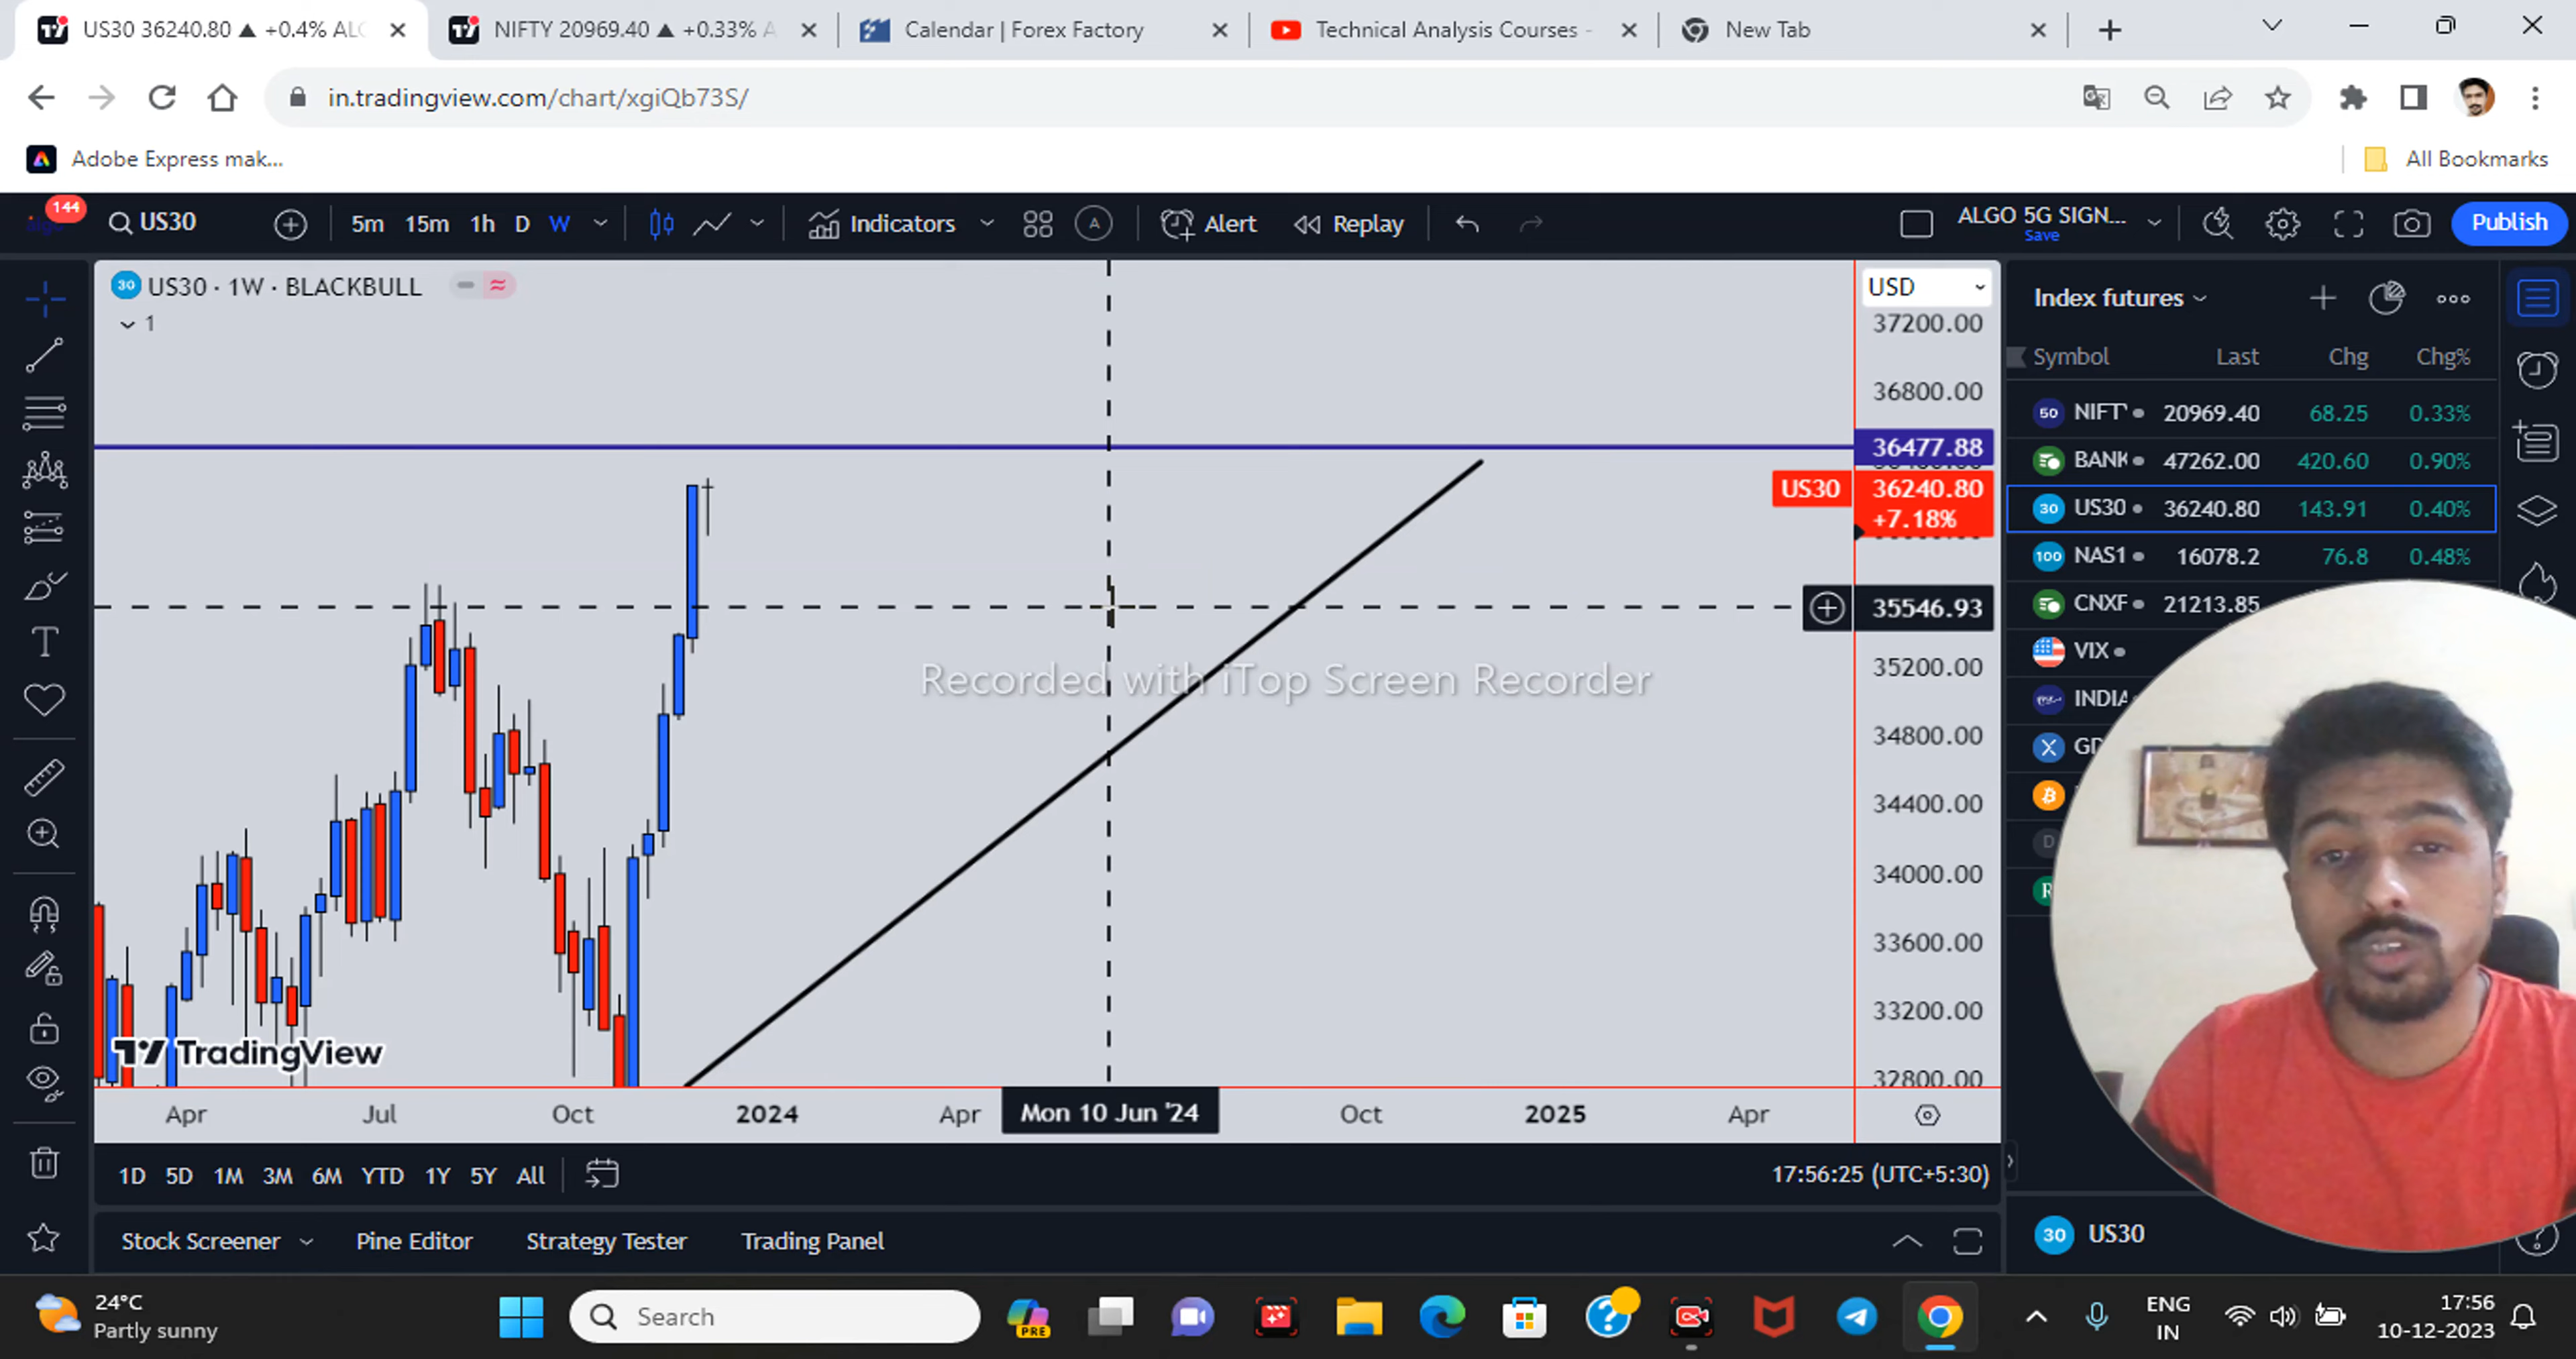 US30 36240.80 ▲ +0.4% ALG
NIFTY 20969.40 ▲ +0.33% A
Calendar | Forex Factory
Technical Analysis Courses -
New Tab
in.tradingview.com/chart/xgiQb73S/
Adobe Express mak...
All Bookmarks
144
US30
5m 15m 1h D W
Indicators
A
Alert
Replay
ALGO 5G SIGN...
Save
Publish
30 US30 · 1W · BLACKBULL
1
USD
37200.00
36800.00
36477.88
US30 36240.80
+7.18%
35546.93
35200.00
34800.00
34400.00
34000.00
33600.00
33200.00
32800.00
Recorded with iTop Screen Recorder
TradingView
Apr Jul Oct 2024 Apr Mon 10 Jun '24 Oct 2025 Apr
1D 5D 1M 3M 6M YTD 1Y 5Y All
17:56:25 (UTC+5:30)
Stock Screener Pine Editor Strategy Tester Trading Panel
Index futures
Symbol Last Chg Chg%
50 NIFT 20969.40 68.25 0.33%
BANK 47262.00 420.60 0.90%
30 US30 36240.80 143.91 0.40%
100 NAS1 16078.2 76.8 0.48%
CNXF 21213.85
VIX
INDIA
D
R
30 US30
24°C
Partly sunny
Search
PRE
ENG
IN
17:56
10-12-2023